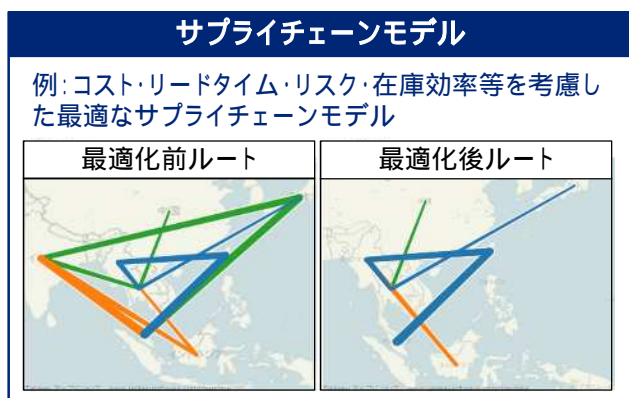 サプライチェーンモデル
例:コスト・リードタイム・リスク・在庫効率等を考慮し
た最適なサプライチェーンモデル
最適化前ルート
最適化後ルート